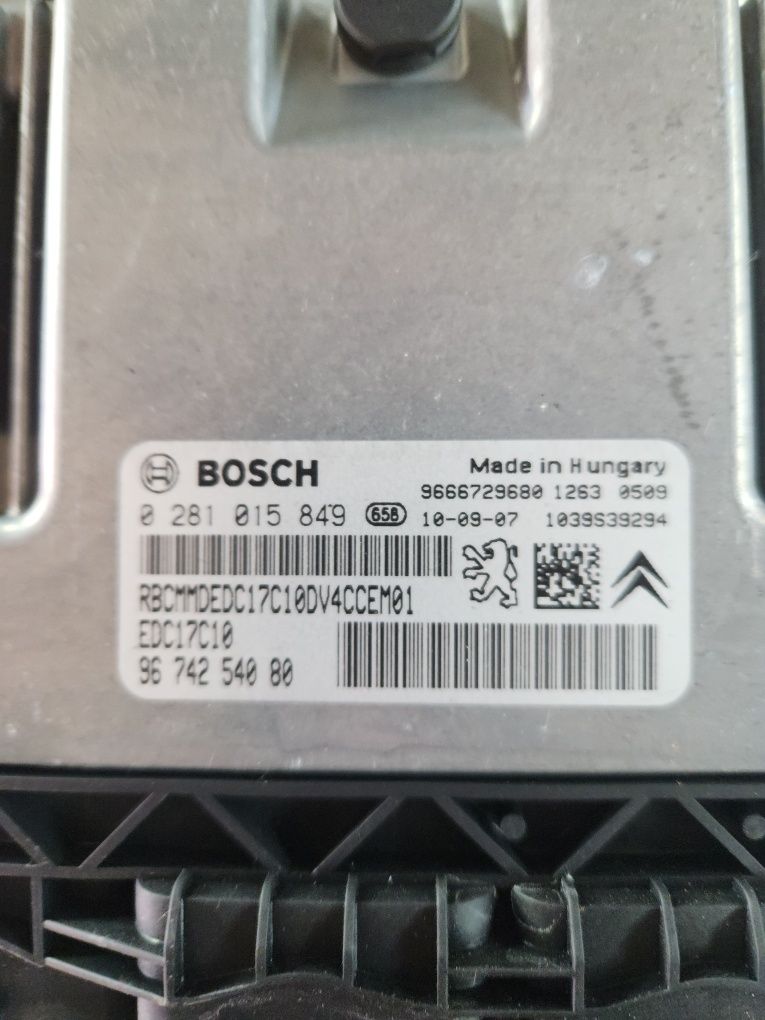 BOSCH
Made in Hungary
9666729680 1263 0509
0 281 015 849 658 10-09-07 1039S39294
RBCMMDEDC17C10DV4CCEM01
EDC17C10
96 742 540 80